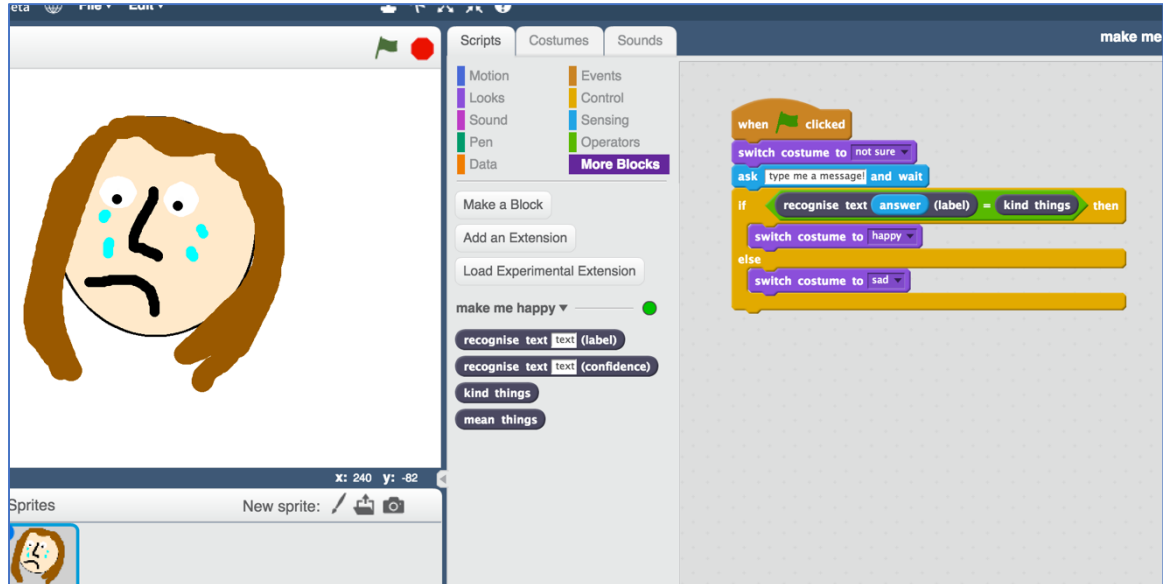 File Edit
Scripts Costumes Sounds
make me
Motion Events
Looks Control
Sound Sensing
Pen Operators
Data More Blocks
Make a Block
Add an Extension
Load Experimental Extension
make me happy
recognise text text (label)
recognise text text (confidence)
kind things
mean things
when clicked
switch costume to not sure
ask type me a message! and wait
if recognise text answer (label) = kind things then
switch costume to happy
else
switch costume to sad
x: 240 y: -82
Sprites New sprite: